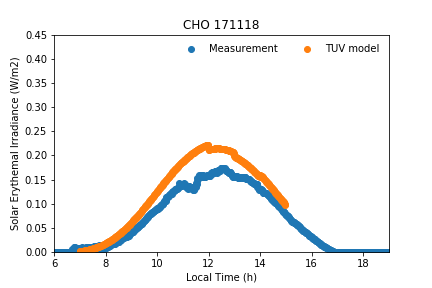 CHO 171118
Measurement
TUV model
Solar Erythemal Irradiance (W/m2)
0.45
0.40
0.35
0.30
0.25
0.20
0.15
0.10
0.05
0.00
6 8 10 12 14 16 18
Local Time (h)